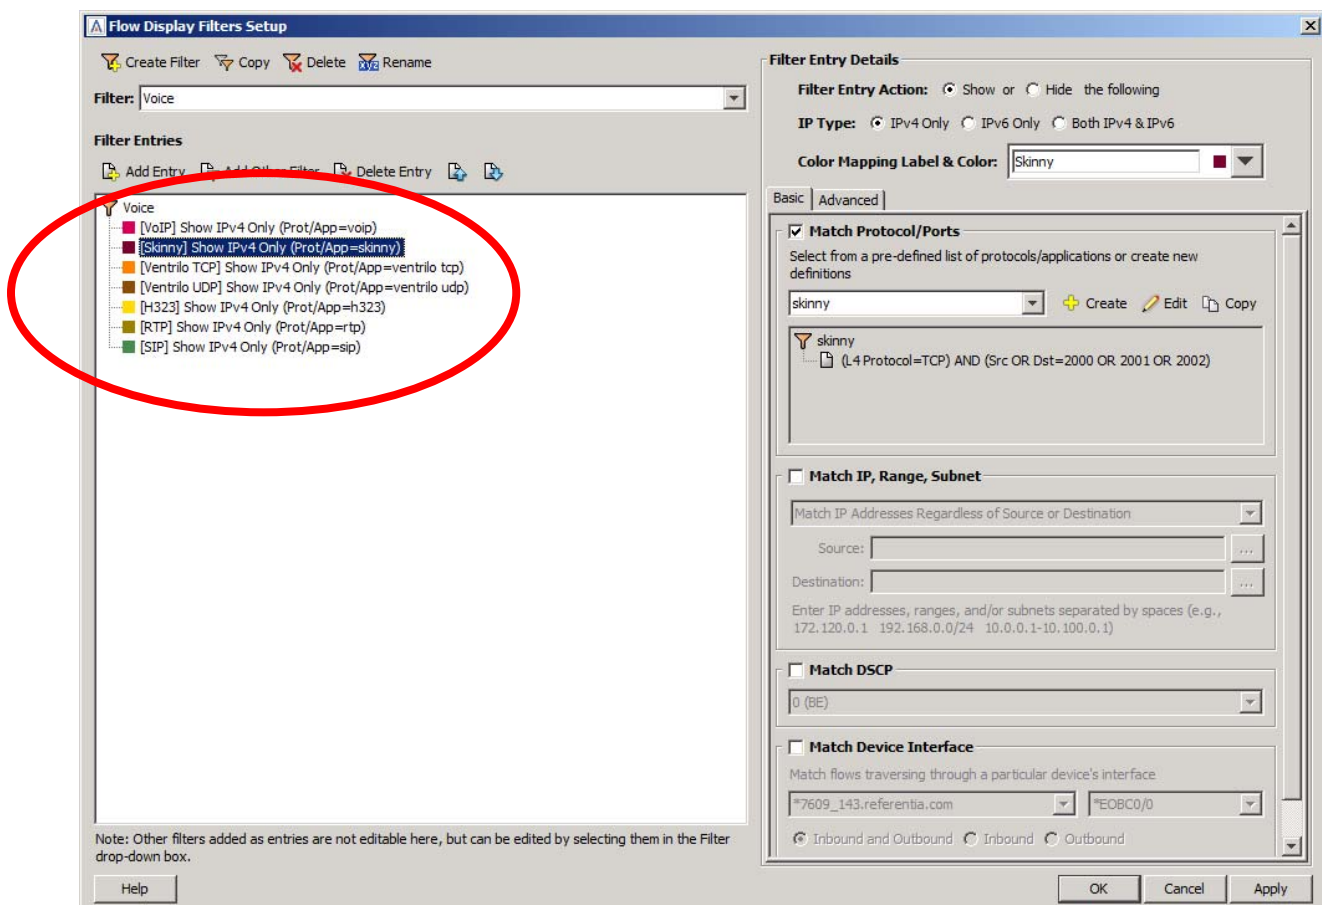 Flow Display Filters Setup
Create Filter Copy Delete Rename
Filter: Voice
Filter Entries
Add Entry Add Other Filter Delete Entry
Voice
[VoIP] Show IPv4 Only (Prot/App=voip)
[Skinny] Show IPv4 Only (Prot/App=skinny)
[Ventrilo TCP] Show IPv4 Only (Prot/App=ventrilo tcp)
[Ventrilo UDP] Show IPv4 Only (Prot/App=ventrilo udp)
[H323] Show IPv4 Only (Prot/App=h323)
[RTP] Show IPv4 Only (Prot/App=rtp)
[SIP] Show IPv4 Only (Prot/App=sip)
Note: Other filters added as entries are not editable here, but can be edited by selecting them in the Filter
drop-down box.
Help
Filter Entry Details
Filter Entry Action: Show or Hide the following
IP Type: IPv4 Only IPv6 Only Both IPv4 & IPv6
Color Mapping Label & Color: Skinny
Basic Advanced
Match Protocol/Ports
Select from a pre-defined list of protocols/applications or create new
definitions
skinny Create Edit Copy
skinny
(L4 Protocol=TCP) AND (Src OR Dst=2000 OR 2001 OR 2002)
Match IP, Range, Subnet
Match IP Addresses Regardless of Source or Destination
Source: ...
Destination: ...
Enter IP addresses, ranges, and/or subnets separated by spaces (e.g.,
172.120.0.1 192.168.0.0/24 10.0.0.1-10.100.0.1)
Match DSCP
0 (BE)
Match Device Interface
Match flows traversing through a particular device's interface
*7609_143.referentia.com *EOBC0/0
Inbound and Outbound Inbound Outbound
OK Cancel Apply